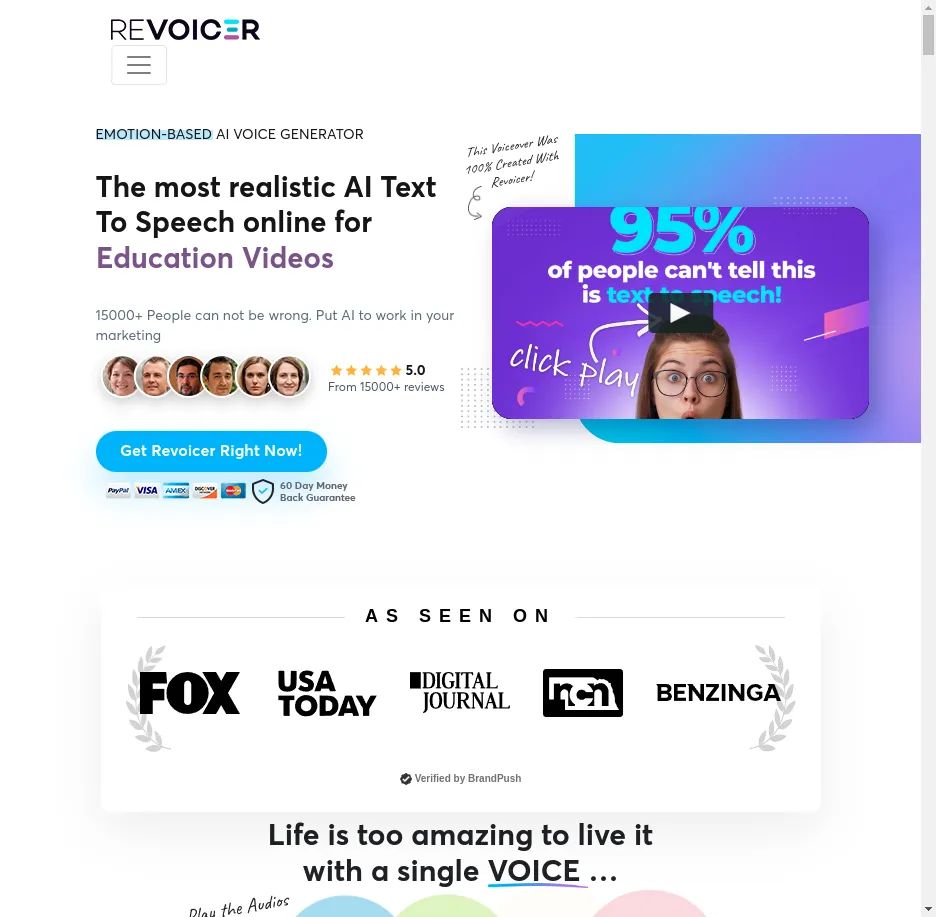 REVOICER
EMOTION-BASED AI VOICE GENERATOR
The most realistic AI Text
To Speech online for
Education Videos
15000+ People can not be wrong. Put AI to work in your
marketing
5.0
From 15000+ reviews
Get Revoicer Right Now!
PayPal VISA AMEX DISCOVER
60 Day Money
Back Guarantee
This Voiceover Was
100% Created With
Revoicer!
95%
of people can't tell this
is text to speech!
click play
AS SEEN ON
FOX
USA
TODAY
DIGITAL
JOURNAL
rcn
BENZINGA
Verified by BrandPush
Life is too amazing to live it
with a single VOICE ...
Play the Audios